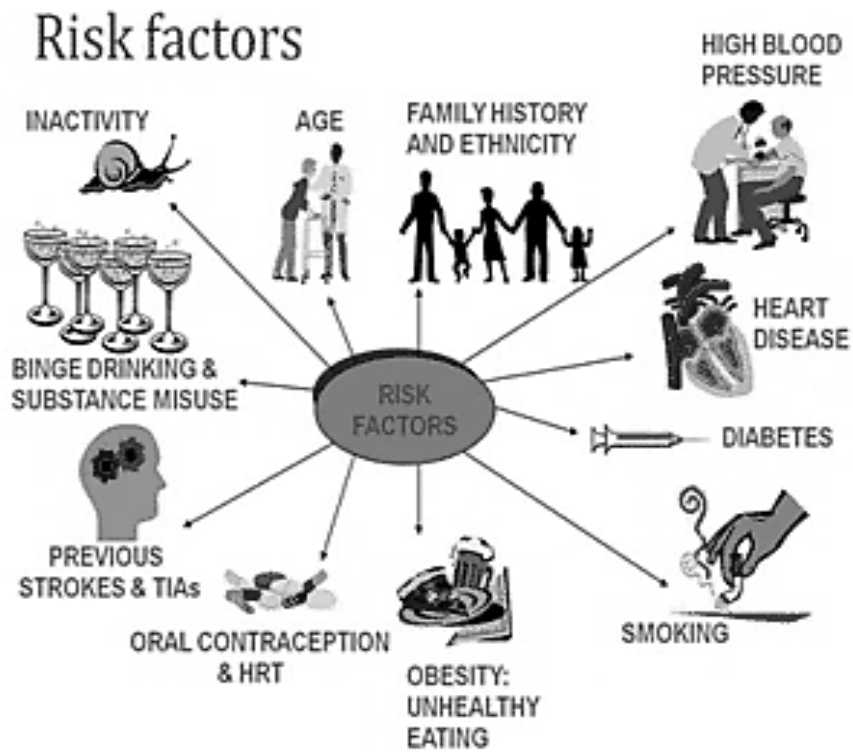 Risk factors
INACTIVITY
AGE
FAMILY HISTORY
AND ETHNICITY
HIGH BLOOD
PRESSURE
HEART
DISEASE
BINGE DRINKING &
SUBSTANCE MISUSE
RISK
FACTORS
DIABETES
PREVIOUS
STROKES & TIAs
ORAL CONTRACEPTION
& HRT
OBESITY:
UNHEALTHY
EATING
SMOKING